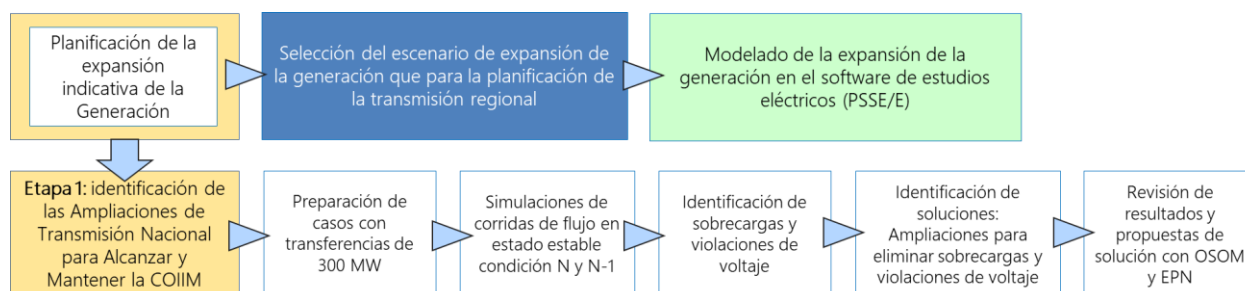 Planificación de la
expansión
indicativa de la
Generación
Selección del escenario de expansión de
la generación que para la planificación de
la transmisión regional
Modelado de la expansión de la
generación en el software de estudios
eléctricos (PSSE/E)
Etapa 1: identificación de
las Ampliaciones de
Transmisión Nacional
para Alcanzar y
Mantener la COIIM
Preparación de
casos con
transferencias de
300 MW
Simulaciones de
corridas de flujo en
estado estable
condición N y N-1
Identificación de
sobrecargas y
violaciones de
voltaje
Identificación de
soluciones:
Ampliaciones para
eliminar sobrecargas y
violaciones de voltaje
Revisión de
resultados y
propuestas de
solución con OSOM
y EPN